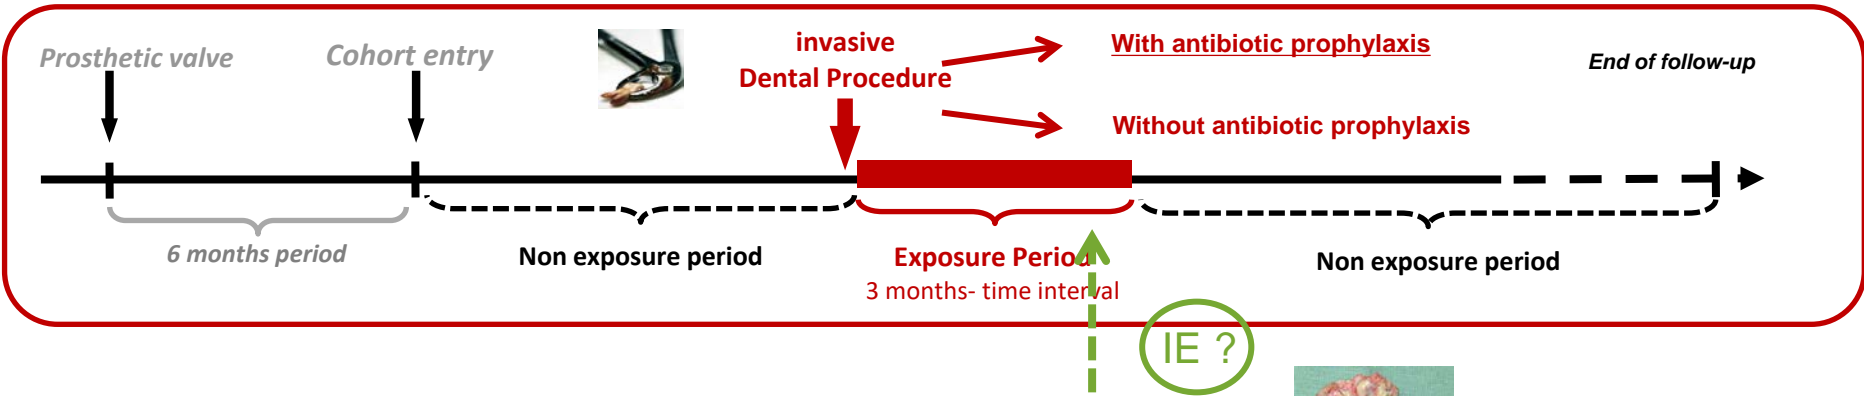 Prosthetic valve
Cohort entry
invasive
Dental Procedure
With antibiotic prophylaxis
Without antibiotic prophylaxis
End of follow-up
6 months period
Non exposure period
Exposure Period
3 months- time interval
Non exposure period
IE ?